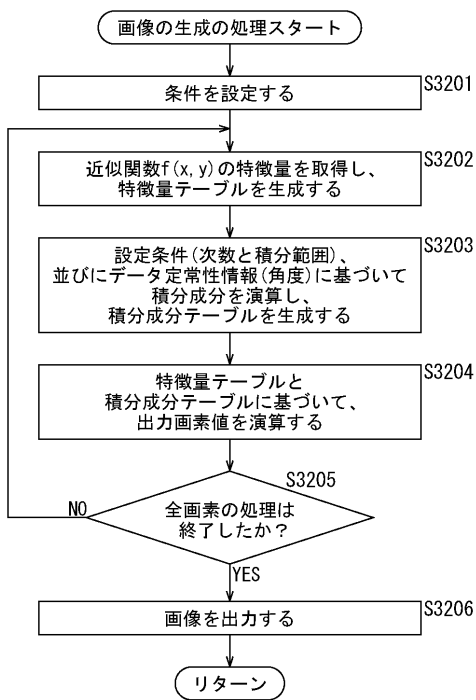 画像の生成の処理スタート
S3201
条件を設定する
S3202
近似関数f(x,y)の特徴量を取得し、
特徴量テーブルを生成する
S3203
設定条件(次数と積分範囲)、
並びにデータ定常性情報(角度)に基づいて
積分成分を演算し、
積分成分テーブルを生成する
S3204
特徴量テーブルと
積分成分テーブルに基づいて、
出力画素値を演算する
S3205
全画素の処理は
終了したか?
NO
YES
S3206
画像を出力する
リターン